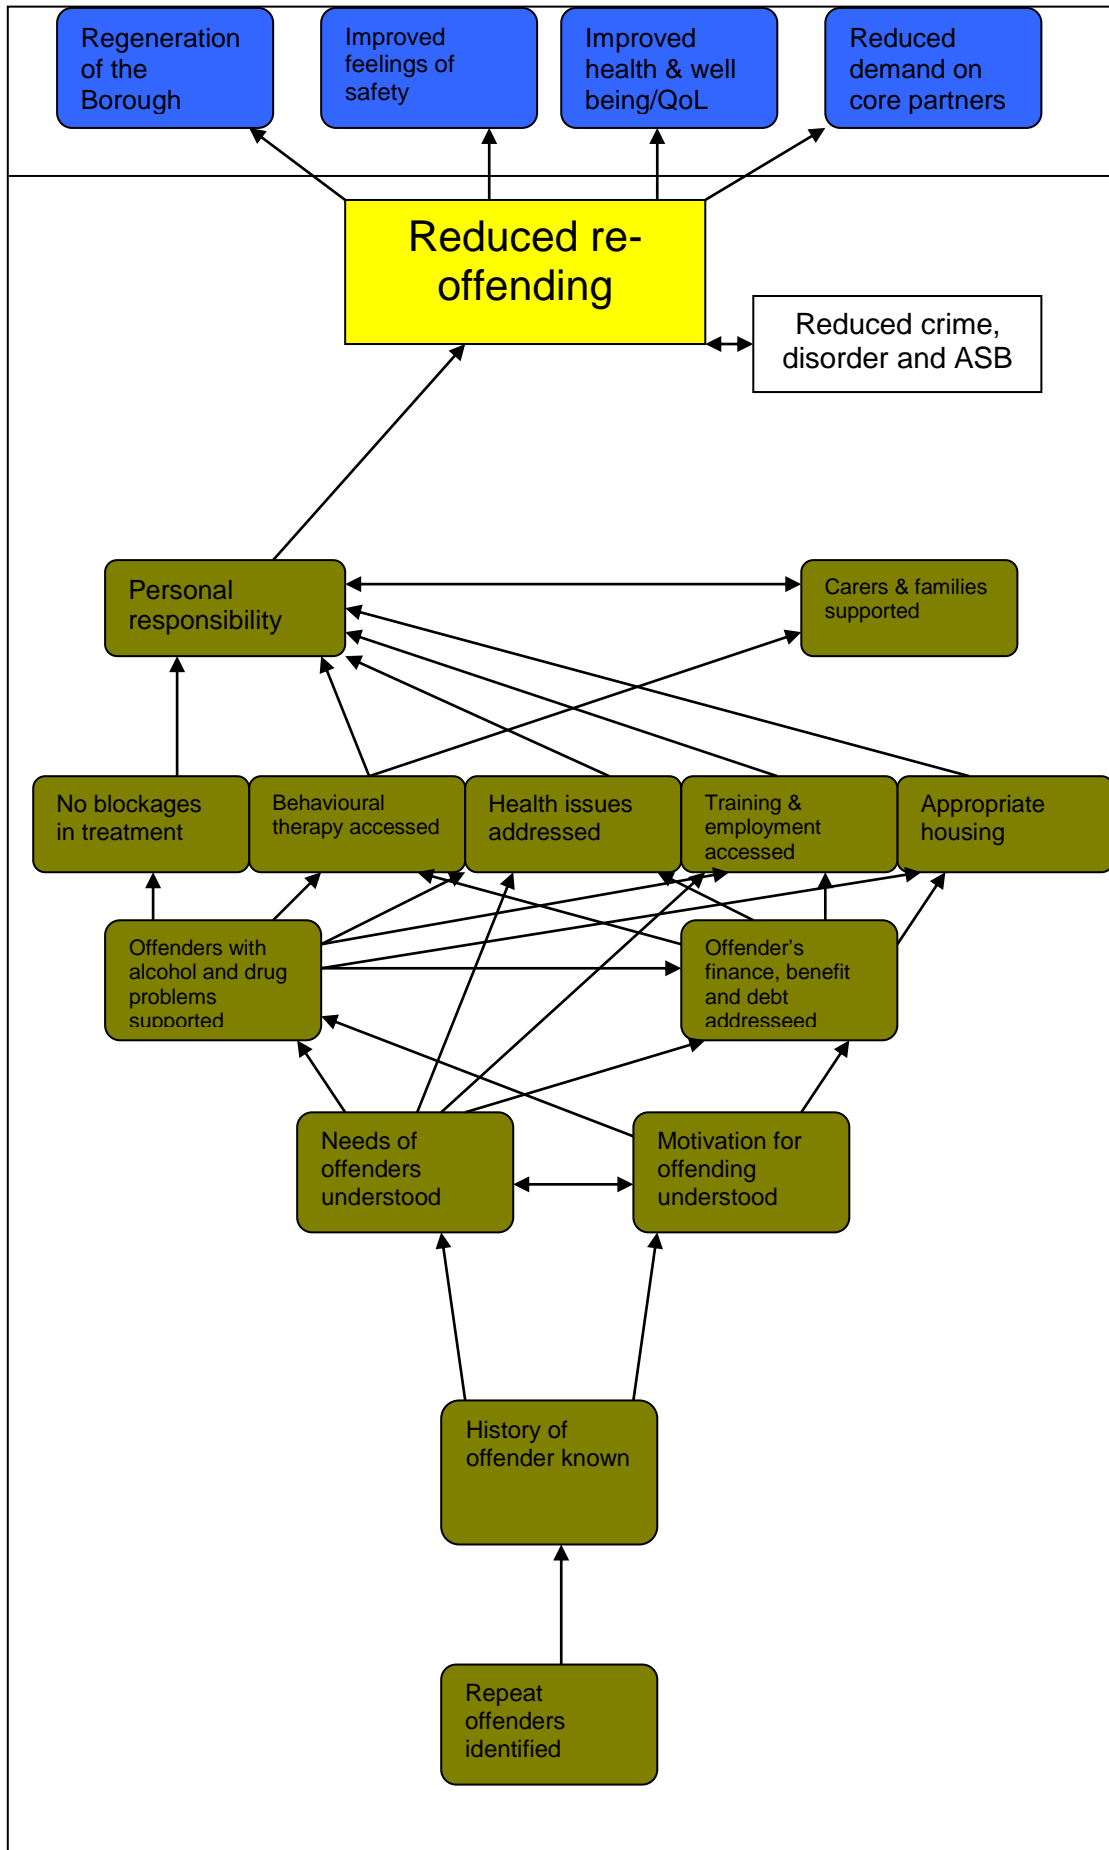 Regeneration
of the
Borough
Improved
feelings of
safety
Improved
health & well
being/QoL
Reduced
demand on
core partners
Reduced re-
offending
Reduced crime,
disorder and ASB
Personal
responsibility
Carers & families
supported
No blockages
in treatment
Behavioural
therapy accessed
Health issues
addressed
Training &
employment
accessed
Appropriate
housing
Offenders with
alcohol and drug
problems
supported
Offender's
finance, benefit
and debt
addresseed
Needs of
offenders
understood
Motivation for
offending
understood
History of
offender known
Repeat
offenders
identified